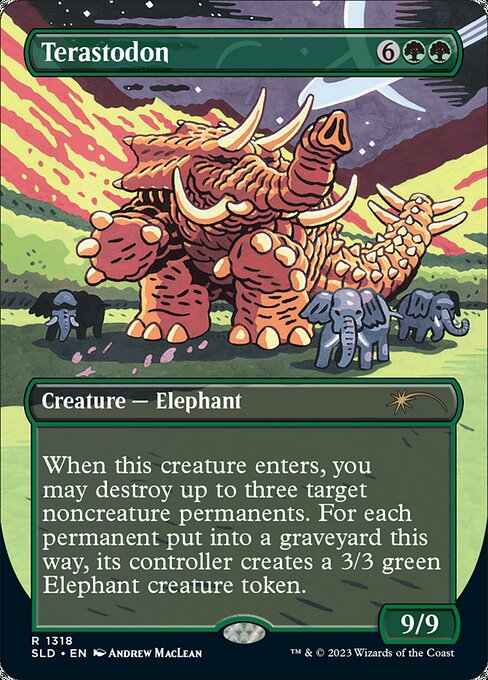 Terastodon 6
Creature — Elephant
When this creature enters, you
may destroy up to three target
noncreature permanents. For each
permanent put into a graveyard this
way, its controller creates a 3/3 green
Elephant creature token.
9/9
R 1318
SLD • EN Andrew MacLean
™ & © 2023 Wizards of the Coast